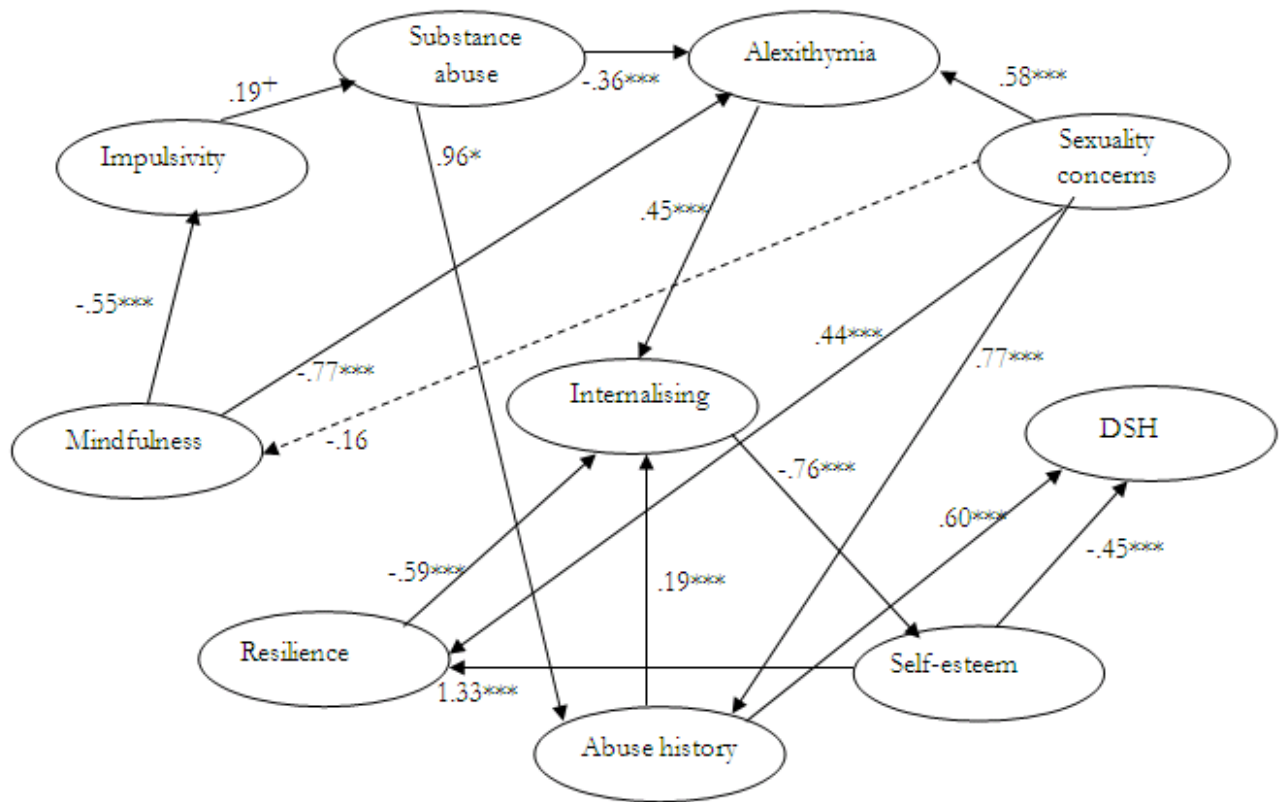 Substance
abuse
Alexithymia
-.36***
.58***
.19+
Impulsivity
.96*
Sexuality
concerns
.45***
-.55***
.44***
.77***
-.77***
Internalising
Mindfulness
-.16
DSH
-.76***
.60***
-.45***
-.59***
.19***
Resilience
Self-esteem
1.33***
Abuse history